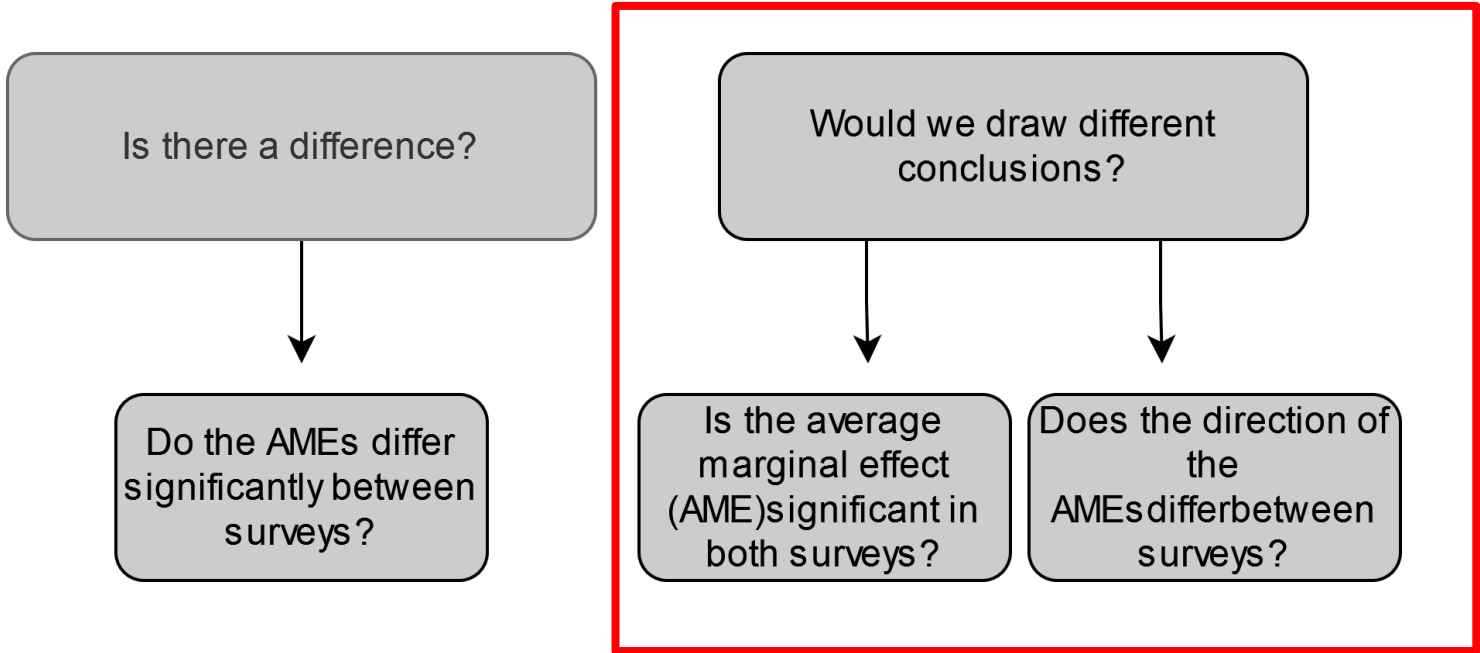 Is there a difference?
Would we draw different
conclusions?
Do the AMEs differ
significantly between
surveys?
Is the average
marginal effect
(AME)significant in
both surveys?
Does the direction of
the
AMEsdifferbetween
surveys?